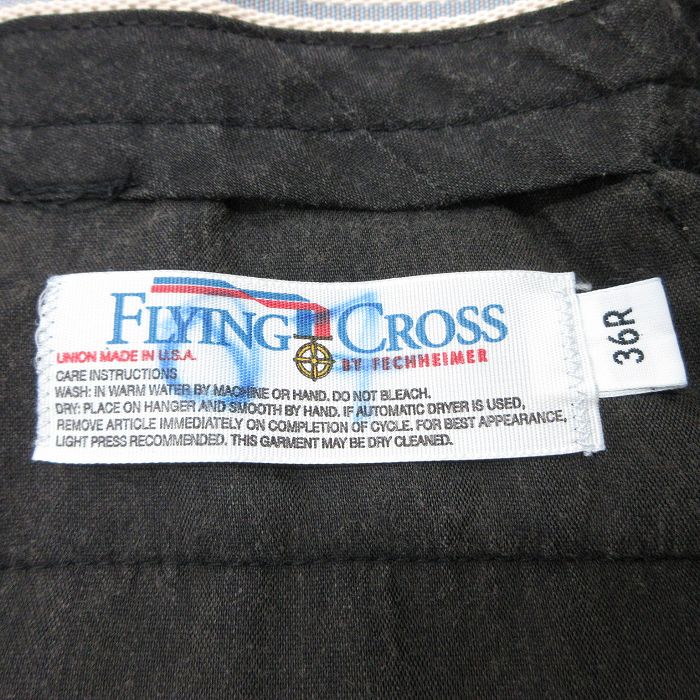 FLYING CROSS
BY FECHHEIMER
UNION MADE IN U.S.A.
CARE INSTRUCTIONS
WASH: IN WARM WATER BY MACHINE OR HAND. DO NOT BLEACH.
DRY: PLACE ON HANGER AND SMOOTH BY HAND. IF AUTOMATIC DRYER IS USED,
REMOVE ARTICLE IMMEDIATELY ON COMPLETION OF CYCLE. FOR BEST APPEARANCE,
LIGHT PRESS RECOMMENDED. THIS GARMENT MAY BE DRY CLEANED.
36R